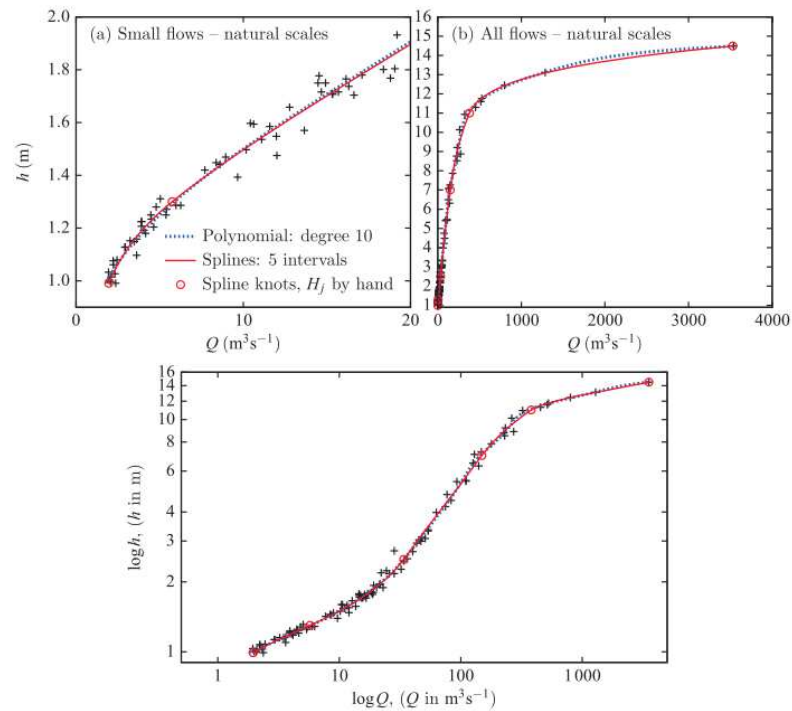 (a) Small flows – natural scales
2.0
1.8
1.6
1.4
1.2
1.0
h (m)
Polynomial: degree 10
Splines: 5 intervals
Spline knots, Hj by hand
0 10 20
Q (m³s⁻¹)
(b) All flows – natural scales
16
15
14
13
12
11
10
9
8
7
6
5
4
3
2
1
0 1000 2000 3000 4000
Q (m³s⁻¹)
16
14
12
10
8
6
4
3
2
1
log h, (h in m)
1 10 100 1 000
log Q, (Q in m³s⁻¹)